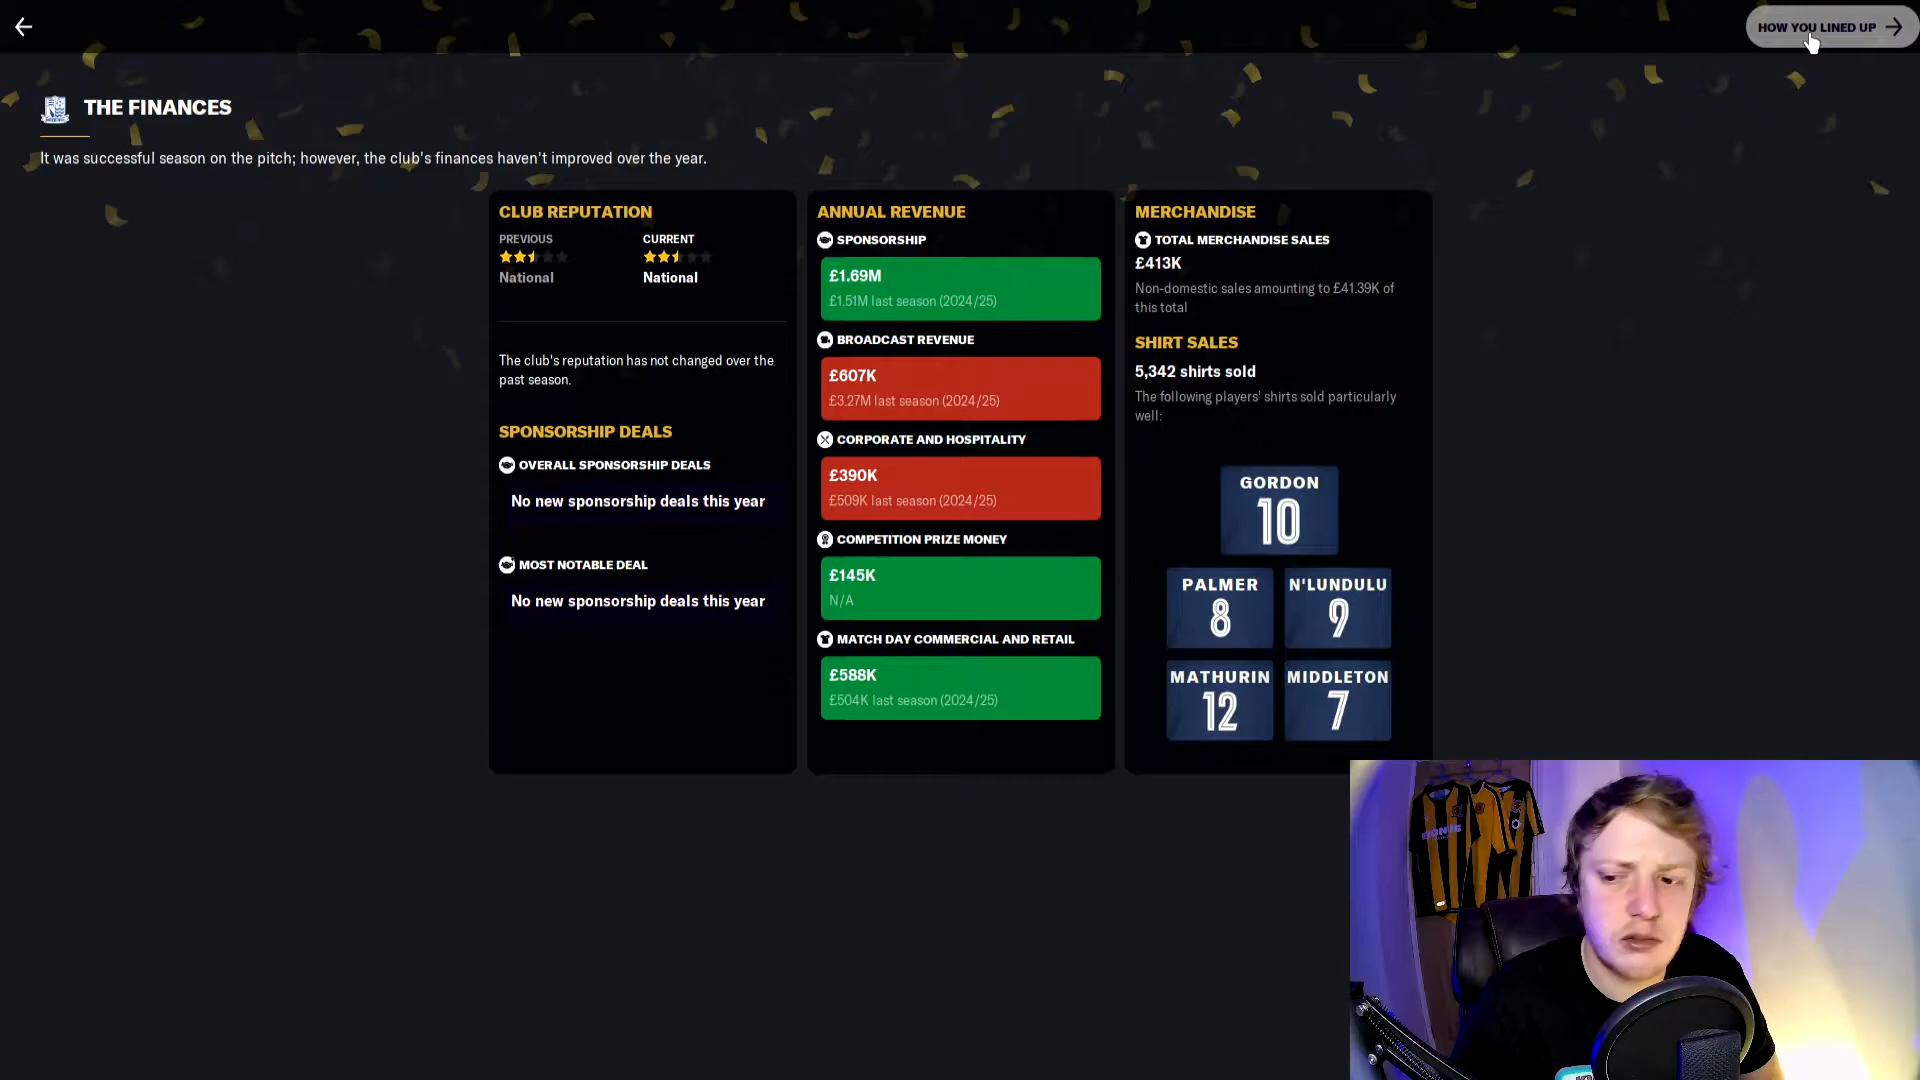 HOW YOU LINED UP
THE FINANCES
It was successful season on the pitch; however, the club's finances haven't improved over the year.
CLUB REPUTATION
PREVIOUS
National
CURRENT
National
The club's reputation has not changed over the
past season.
SPONSORSHIP DEALS
OVERALL SPONSORSHIP DEALS
No new sponsorship deals this year
MOST NOTABLE DEAL
No new sponsorship deals this year
ANNUAL REVENUE
SPONSORSHIP
£1.69M
£1.51M last season (2024/25)
BROADCAST REVENUE
£607K
£3.27M last season (2024/25)
CORPORATE AND HOSPITALITY
£390K
£509K last season (2024/25)
COMPETITION PRIZE MONEY
£145K
N/A
MATCH DAY COMMERCIAL AND RETAIL
£588K
£504K last season (2024/25)
MERCHANDISE
TOTAL MERCHANDISE SALES
£413K
Non-domestic sales amounting to £41.39K of
this total
SHIRT SALES
5,342 shirts sold
The following players' shirts sold particularly
well:
GORDON
10
PALMER
8
N'LUNDULU
9
MATHURIN
12
MIDDLETON
7